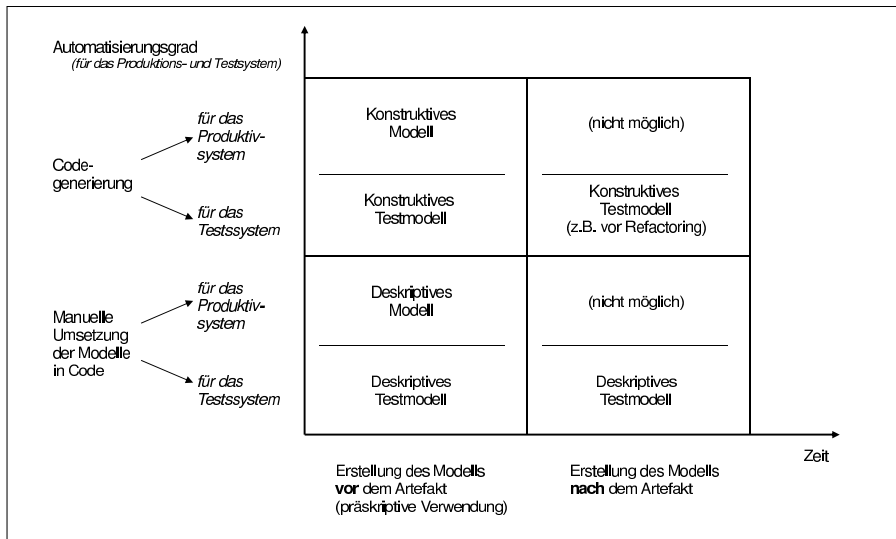 Automatisierungsgrad
(für das Produktions- und Testsystem)
für das
Produktiv-
system
Code-
generierung
für das
Testssystem
Konstruktives
Modell
(nicht möglich)
Konstruktives
Testmodell
Konstruktives
Testmodell
(z.B. vor Refactoring)
für das
Produktiv-
system
Manuelle
Umsetzung
der Modelle
in Code
für das
Testssystem
Deskriptives
Modell
(nicht möglich)
Deskriptives
Testmodell
Deskriptives
Testmodell
Zeit
Erstellung des Modells
vor dem Artefakt
(präskriptive Verwendung)
Erstellung des Modells
nach dem Artefakt